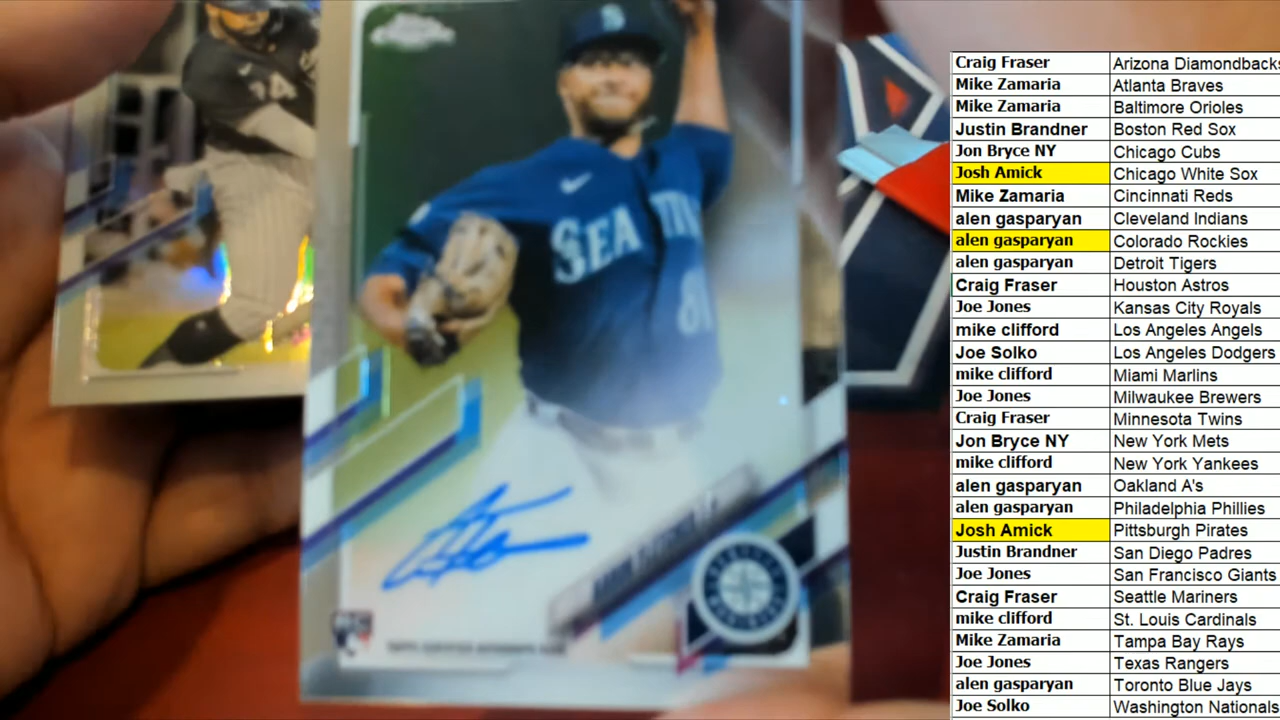 Chrome
S
SEATTLE
RC
Craig Fraser Arizona Diamondbacks
Mike Zamaria Atlanta Braves
Mike Zamaria Baltimore Orioles
Justin Brandner Boston Red Sox
Jon Bryce NY Chicago Cubs
Josh Amick Chicago White Sox
Mike Zamaria Cincinnati Reds
alen gasparyan Cleveland Indians
alen gasparyan Colorado Rockies
alen gasparyan Detroit Tigers
Craig Fraser Houston Astros
Joe Jones Kansas City Royals
mike clifford Los Angeles Angels
Joe Solko Los Angeles Dodgers
mike clifford Miami Marlins
Joe Jones Milwaukee Brewers
Craig Fraser Minnesota Twins
Jon Bryce NY New York Mets
mike clifford New York Yankees
alen gasparyan Oakland A's
alen gasparyan Philadelphia Phillies
Josh Amick Pittsburgh Pirates
Justin Brandner San Diego Padres
Joe Jones San Francisco Giants
Craig Fraser Seattle Mariners
mike clifford St. Louis Cardinals
Mike Zamaria Tampa Bay Rays
Joe Jones Texas Rangers
alen gasparyan Toronto Blue Jays
Joe Solko Washington Nationals